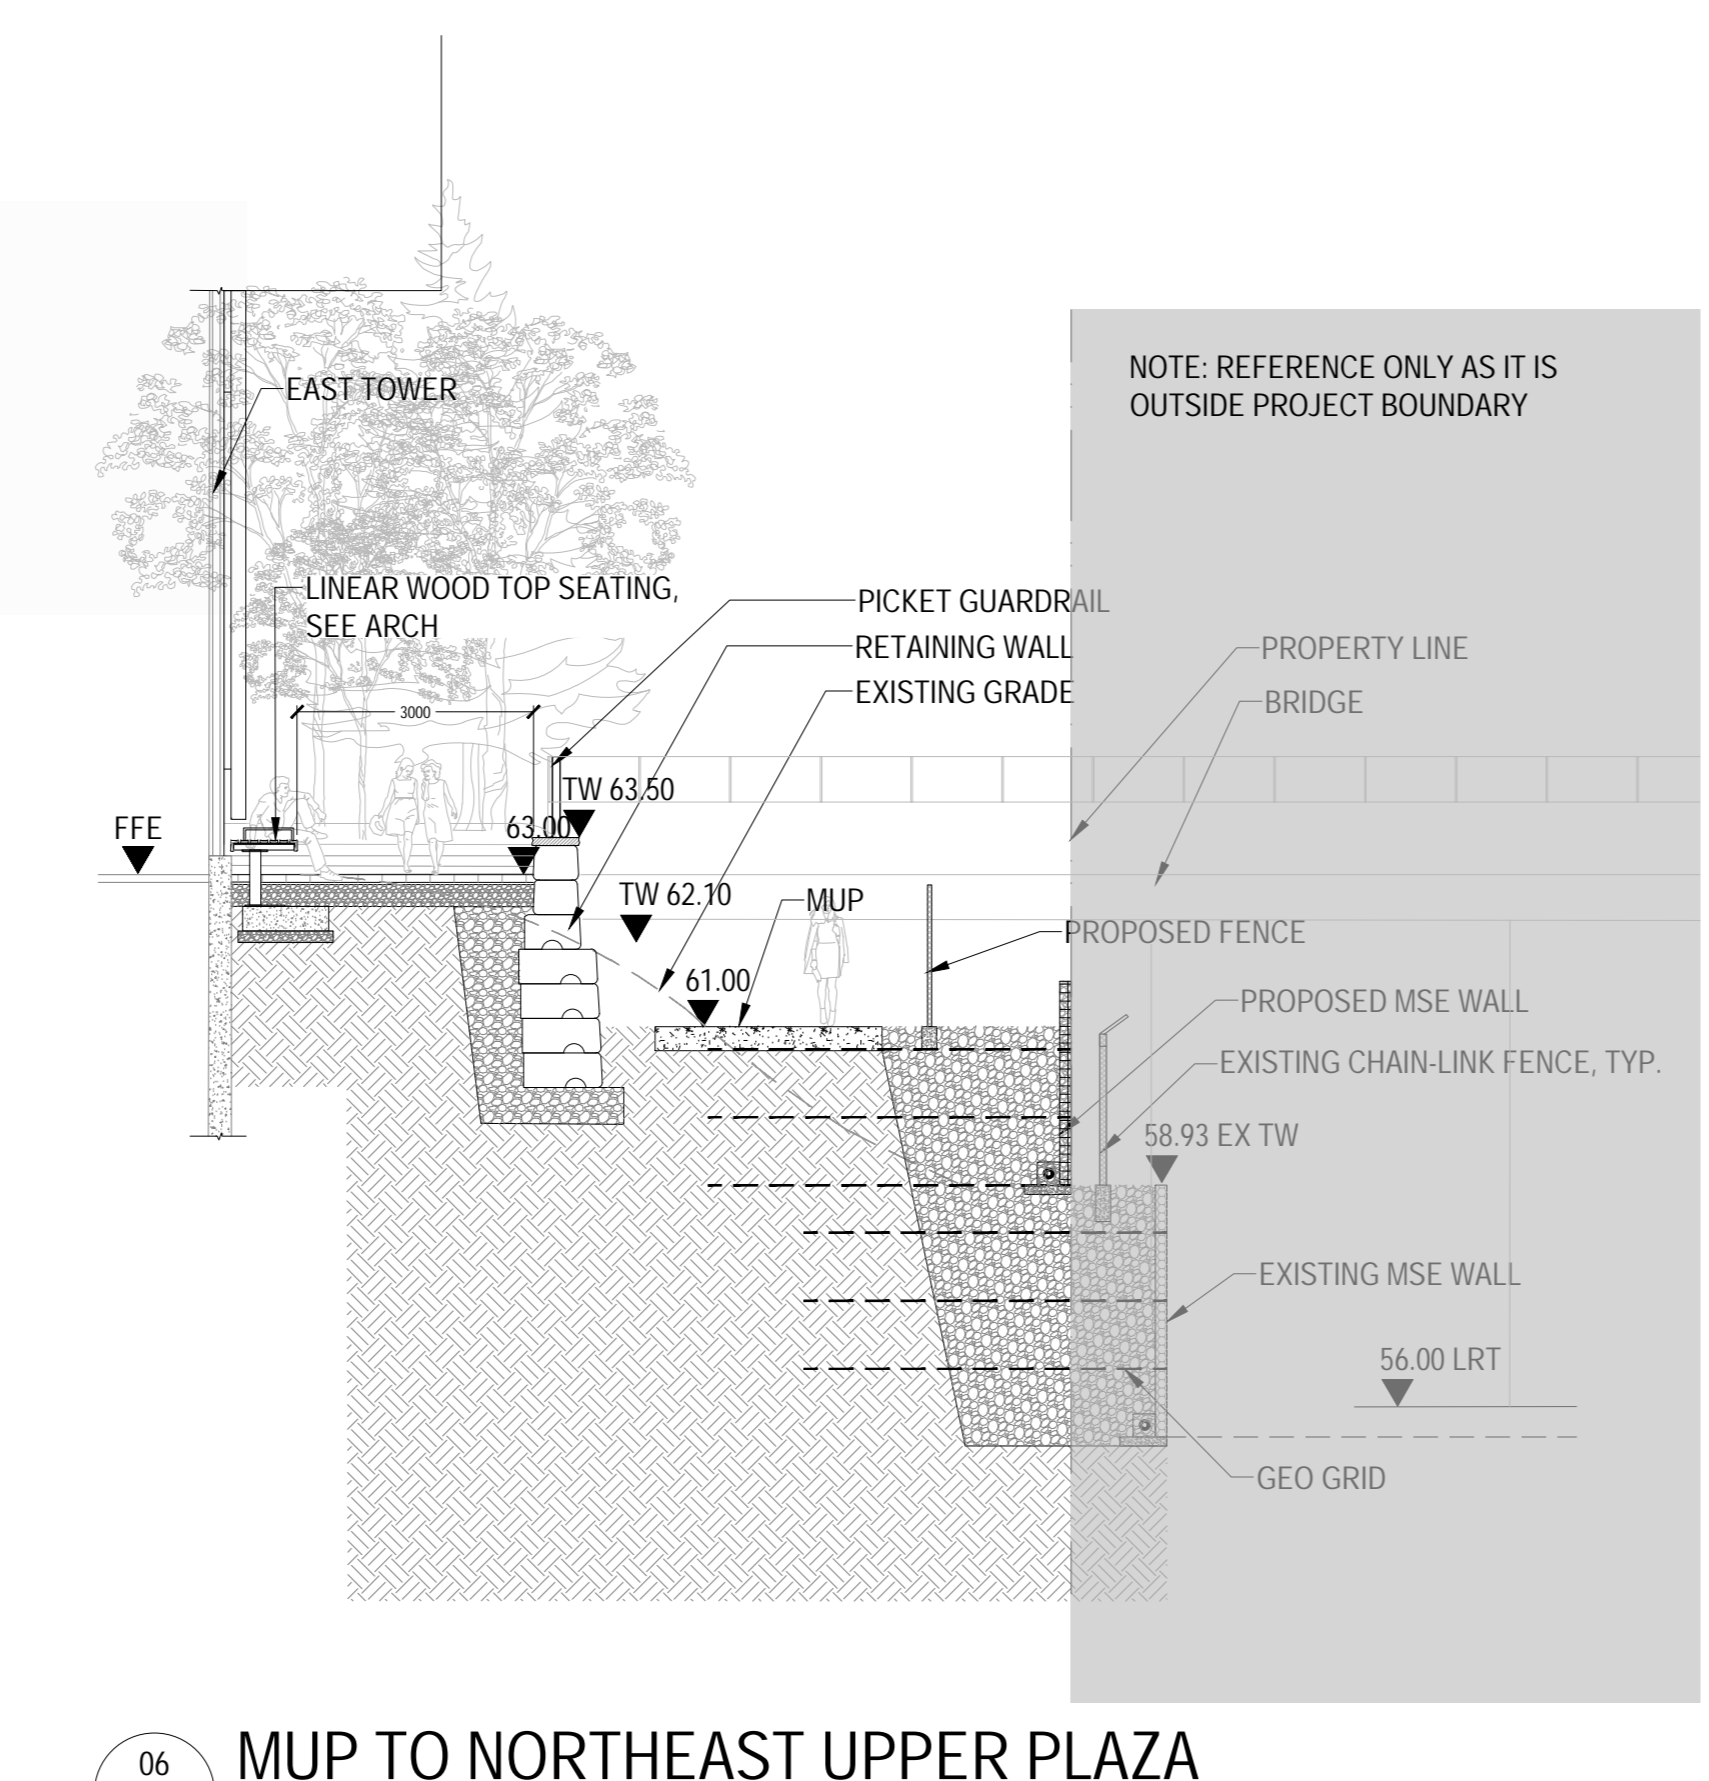 NOTE: REFERENCE ONLY AS IT IS
OUTSIDE PROJECT BOUNDARY
EAST TOWER
LINEAR WOOD TOP SEATING,
SEE ARCH
PICKET GUARDRAIL
RETAINING WALL
EXISTING GRADE
PROPERTY LINE
BRIDGE
3000
TW 63.50
FFE
63.00
TW 62.10
MUP
PROPOSED FENCE
61.00
PROPOSED MSE WALL
EXISTING CHAIN-LINK FENCE, TYP.
58.93 EX TW
EXISTING MSE WALL
56.00 LRT
GEO GRID
06
MUP TO NORTHEAST UPPER PLAZA